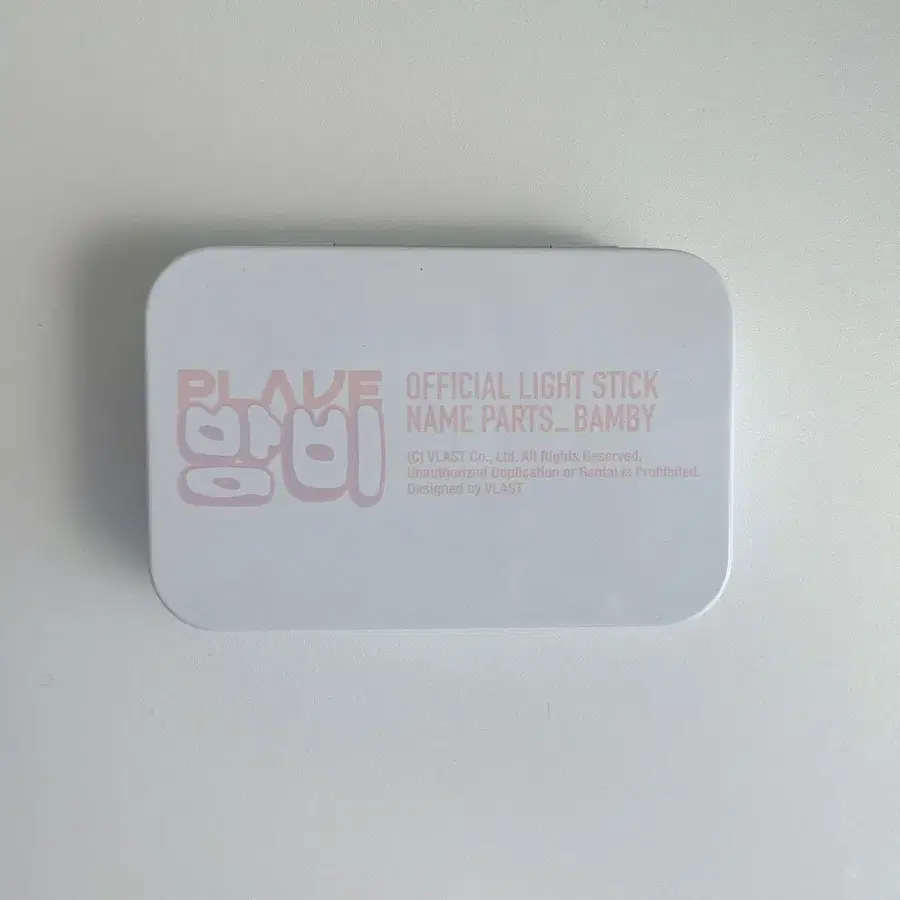 PLAVE
밤비
OFFICIAL LIGHT STICK
NAME PARTS_BAMBY
(C) VLAST Co., Ltd. All Rights Reserved.
Unauthorized Duplication or Rental is Prohibited.
Designed by VLAST